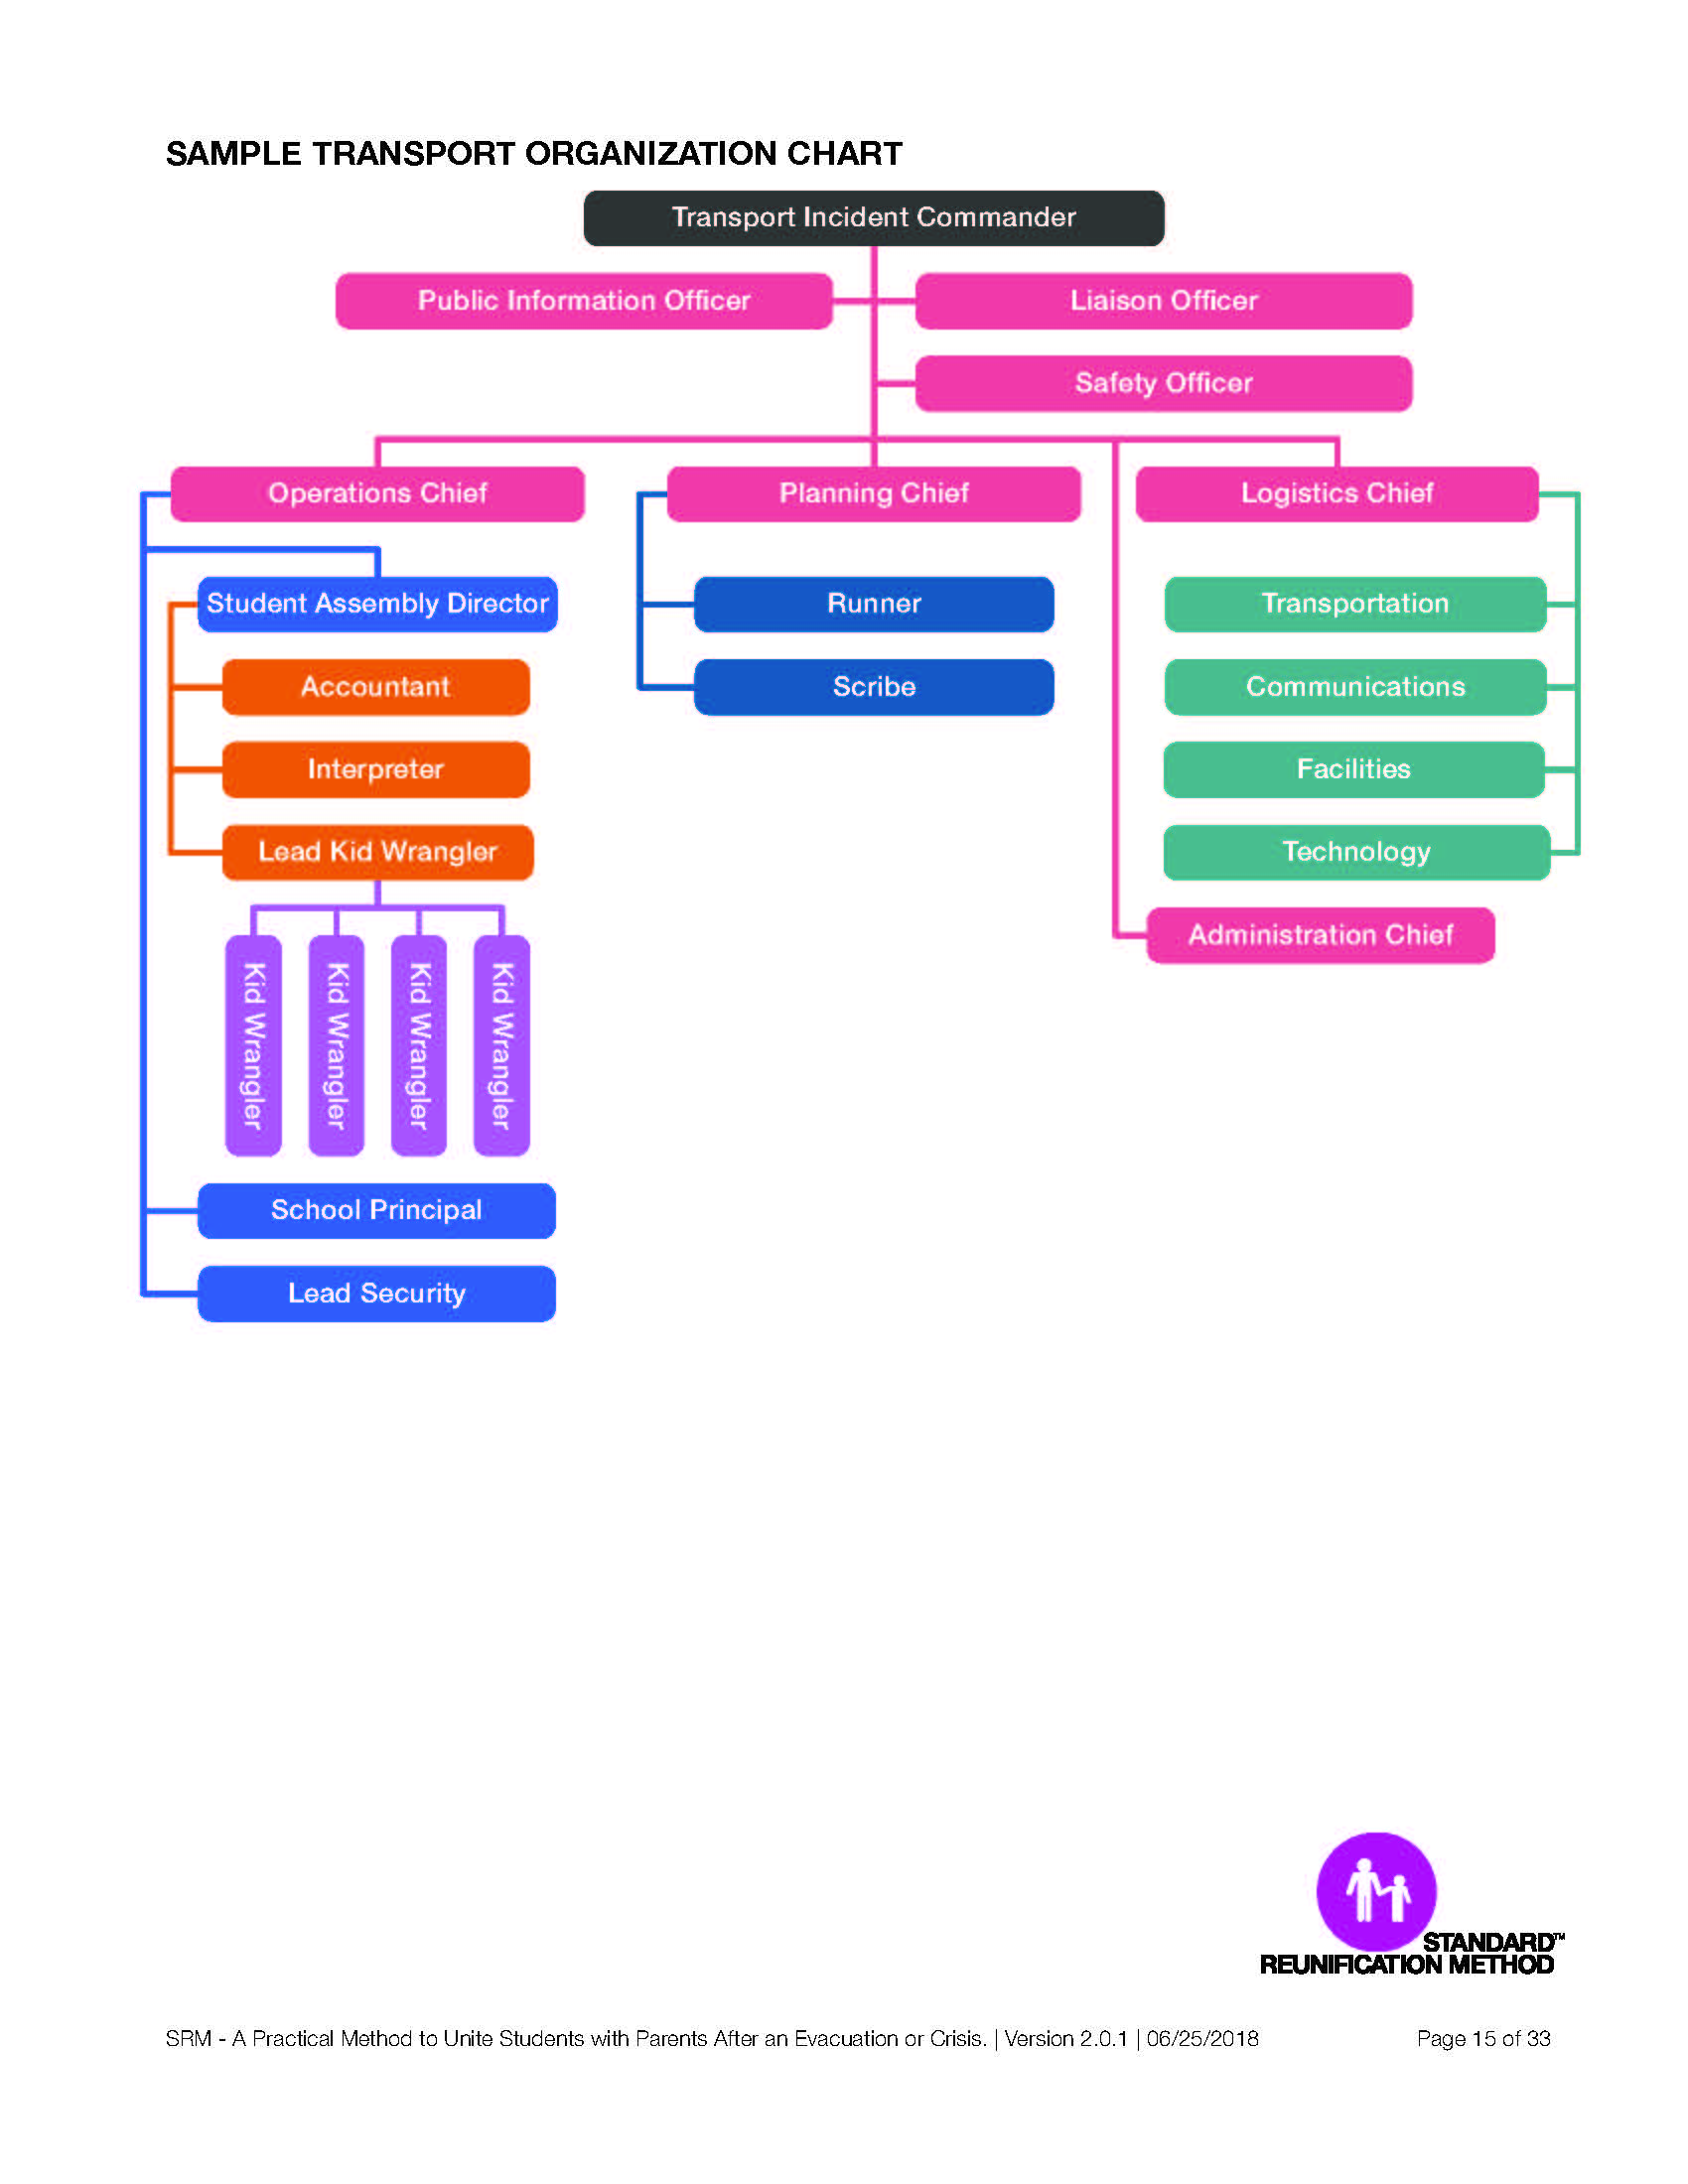 SAMPLE TRANSPORT ORGANIZATION CHART
Transport Incident Commander
Public Information Officer
Liaison Officer
Safety Officer
Operations Chief
Planning Chief
Logistics Chief
Student Assembly Director
Runner
Transportation
Accountant
Scribe
Communications
Interpreter
Facilities
Lead Kid Wrangler
Technology
Administration Chief
Kid Wrangler
Kid Wrangler
Kid Wrangler
Kid Wrangler
School Principal
Lead Security
STANDARD™
REUNIFICATION METHOD
SRM - A Practical Method to Unite Students with Parents After an Evacuation or Crisis. | Version 2.0.1 | 06/25/2018
Page 15 of 33